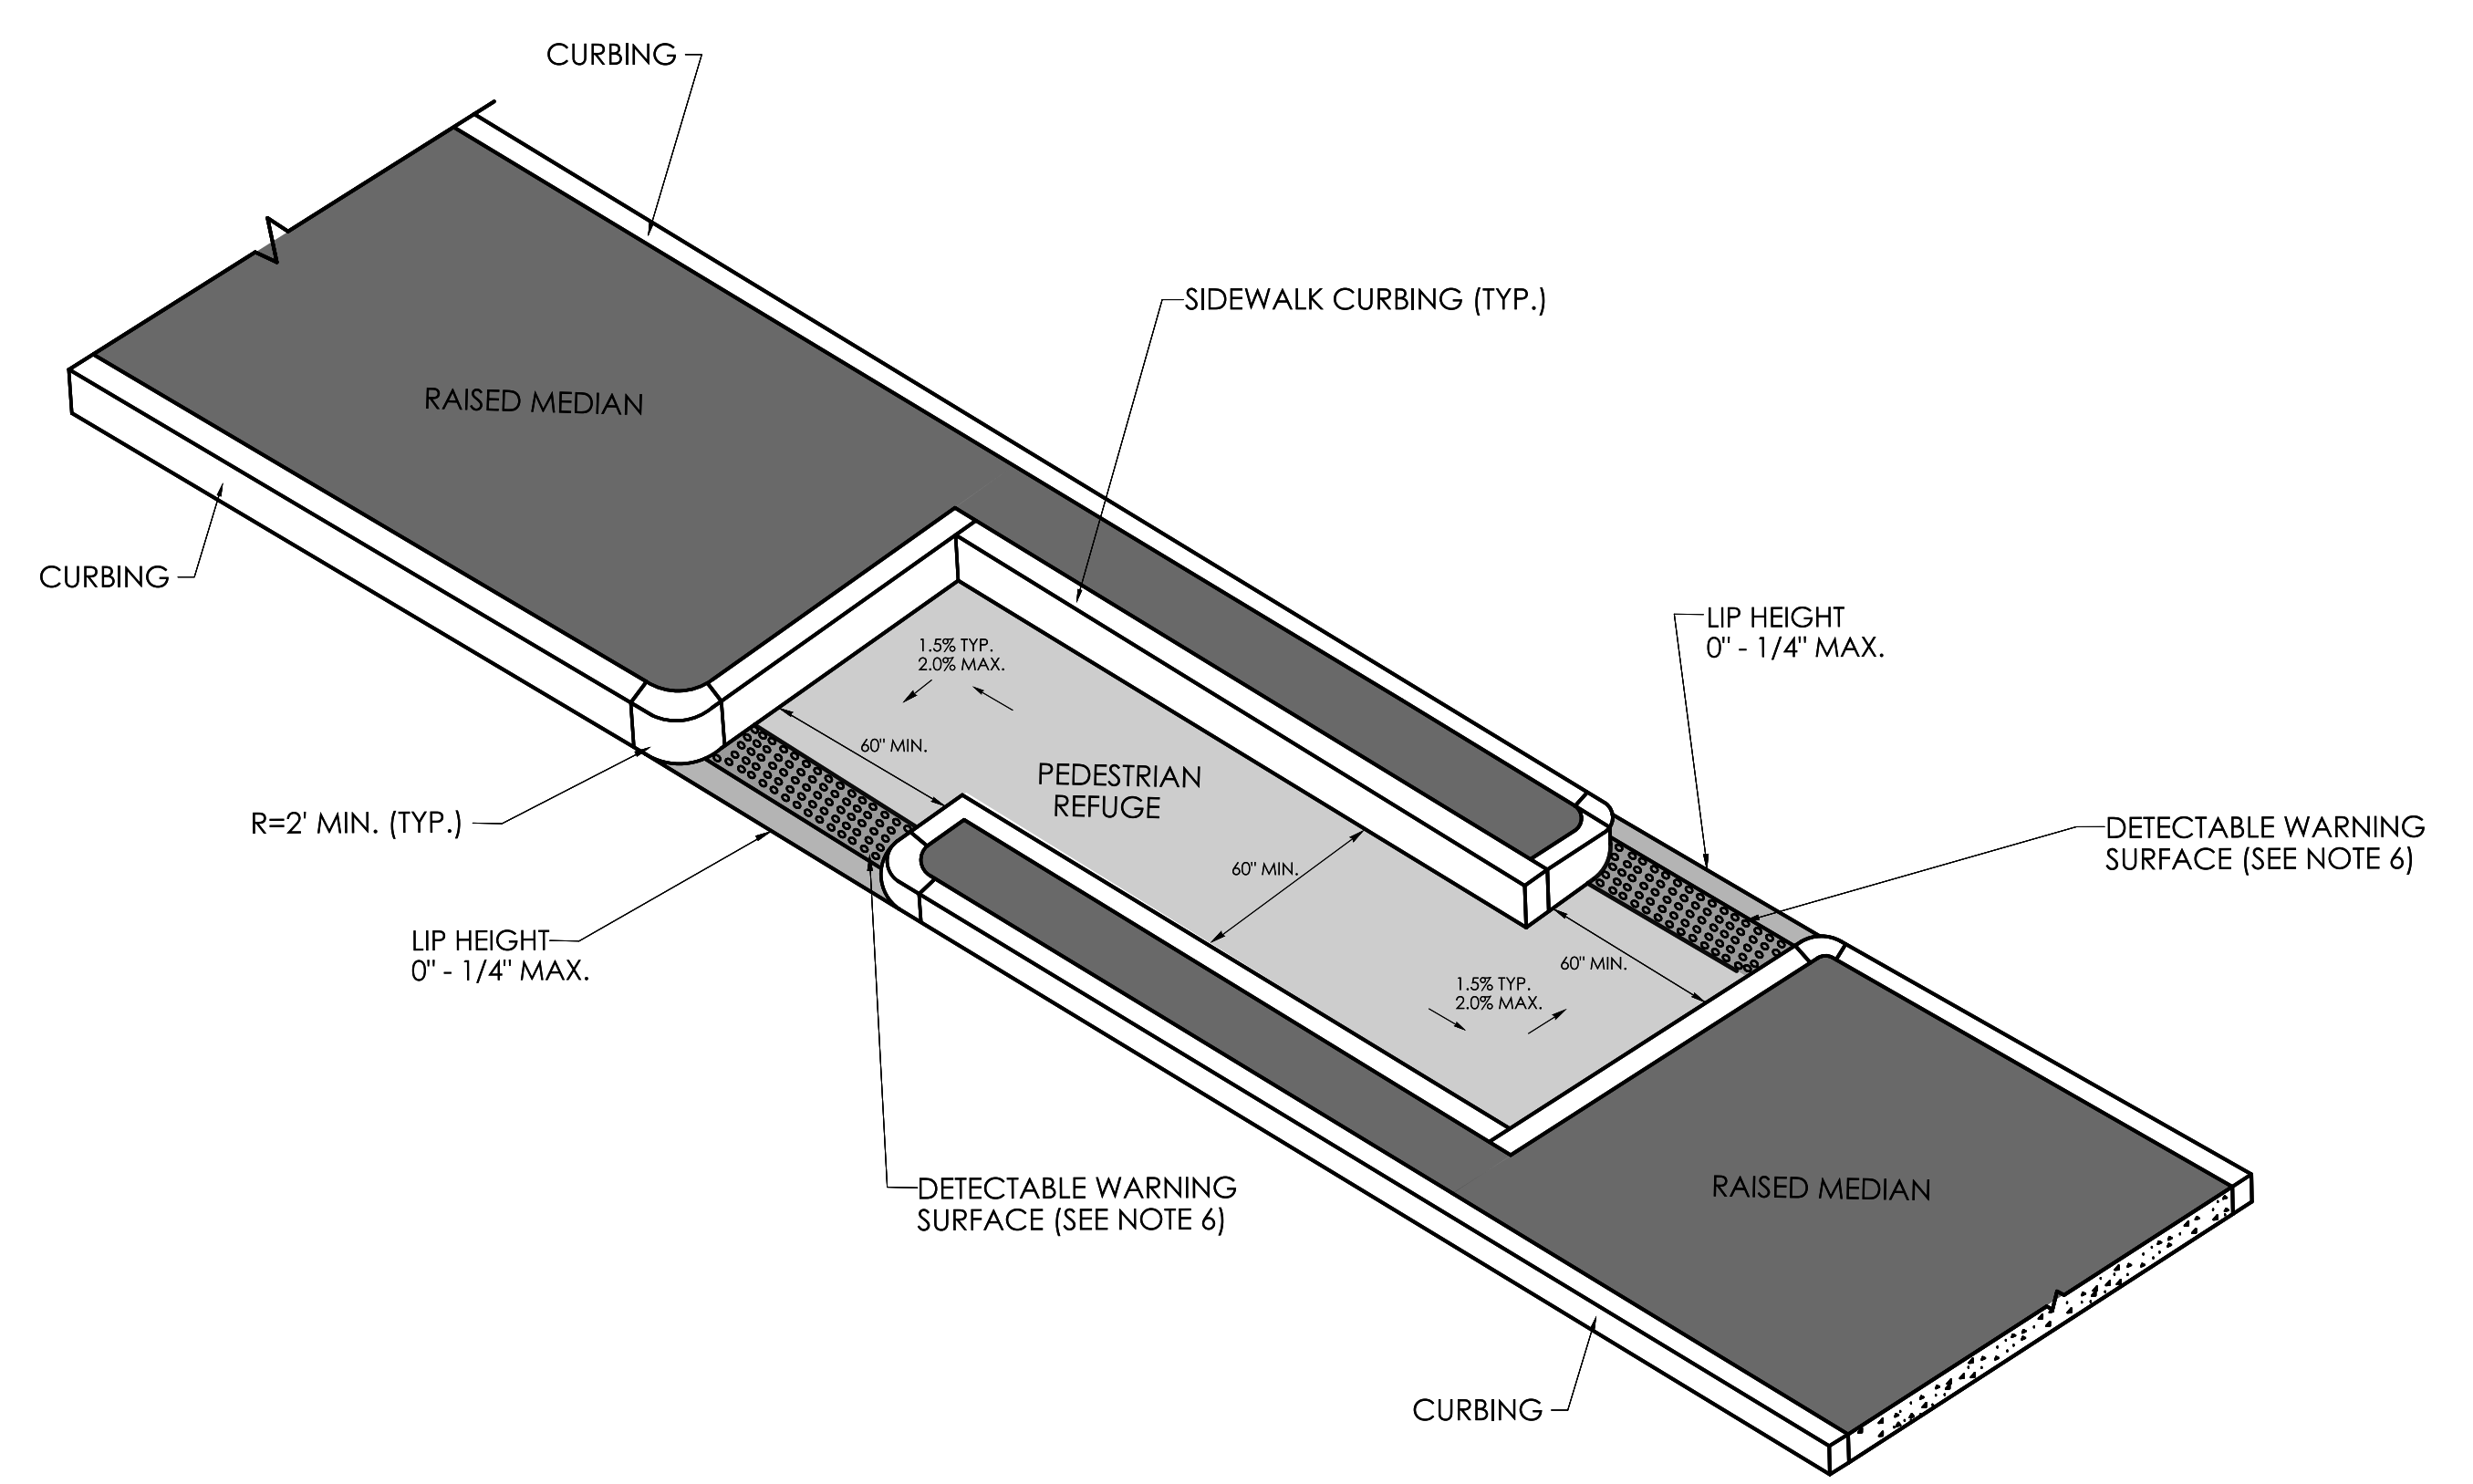 CURBING
SIDEWALK CURBING (TYP.)
RAISED MEDIAN
CURBING
LIP HEIGHT
0" - 1/4" MAX.
1.5% TYP.
2.0% MAX.
60" MIN.
PEDESTRIAN
REFUGE
R=2' MIN. (TYP.)
DETECTABLE WARNING
SURFACE (SEE NOTE 6)
60" MIN.
LIP HEIGHT
0" - 1/4" MAX.
60" MIN.
1.5% TYP.
2.0% MAX.
DETECTABLE WARNING
SURFACE (SEE NOTE 6)
RAISED MEDIAN
CURBING